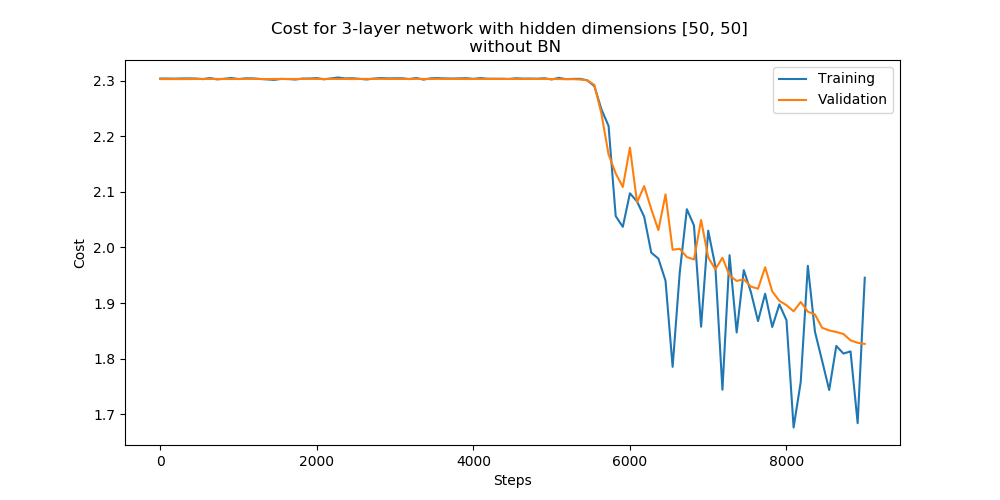 Cost for 3-layer network with hidden dimensions [50, 50]
without BN
Training
Validation
2.3
2.2
2.1
2.0
1.9
1.8
1.7
Cost
0
2000
4000
6000
8000
Steps